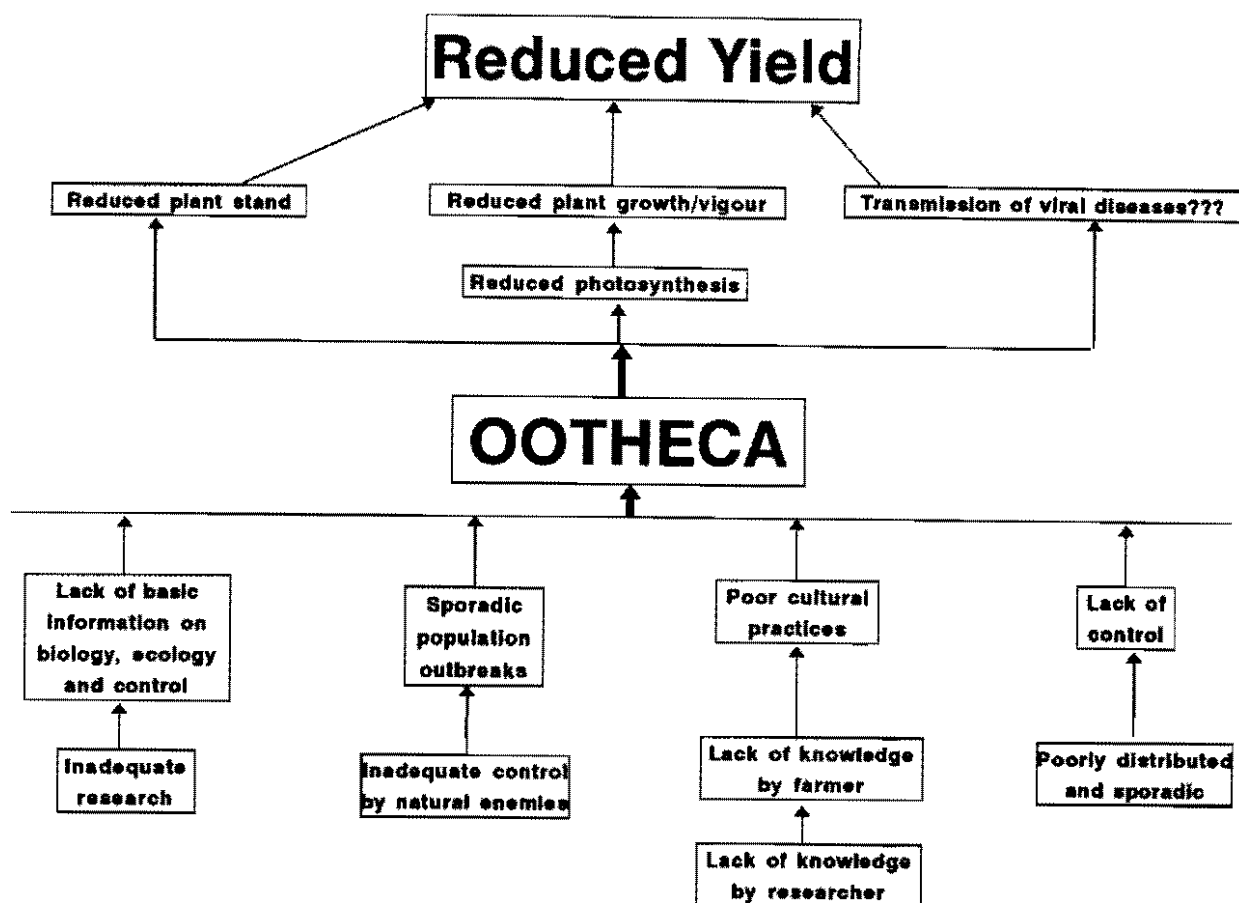 Reduced Yield
Reduced plant stand
Reduced plant growth/vigour
Transmission of viral diseases???
Reduced photosynthesis
OOTHECA
Lack of basic
information on
biology, ecology
and control
Sporadic
population
outbreaks
Poor cultural
practices
Lack of
control
Inadequate
research
Inadequate control
by natural enemies
Lack of knowledge
by farmer
Poorly distributed
and sporadic
Lack of knowledge
by researcher